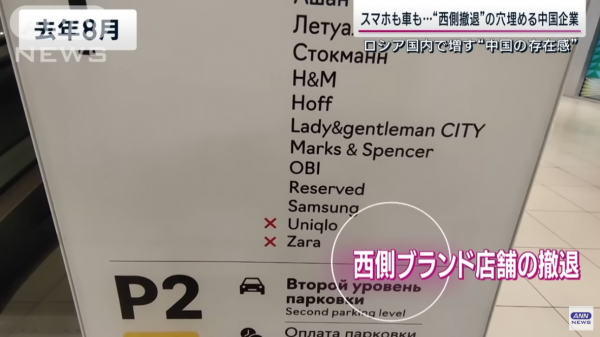 ANN NEWS
去年8月
スマホも車も…“西側撤退”の穴埋める中国企業
ロシア国内で増す“中国の存在感”
Ашан
Летуаль
Стокманн
H&M
Hoff
Lady&gentleman CITY
Marks & Spencer
OBI
Reserved
Samsung
× Uniqlo
× Zara
西側ブランド店舗の撤退
P2
Второй уровень
парковки
Second parking level
Оплата парковки
ANN
NEWS